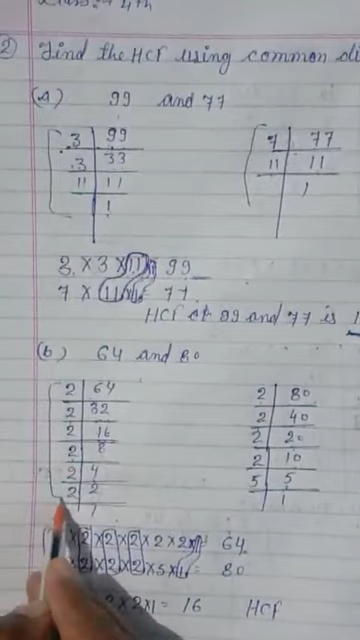 2) Find the HCF using common di
(a) 99 and 77
3 | 99
3 | 33
11 | 11
1
7 | 77
11 | 11
1
3 × 3 × 11 × 1 = 99
7 × 11 × 1 = 77
HCF of 99 and 77 is 1
(b) 64 and 80
2 | 64
2 | 32
2 | 16
2 | 8
2 | 4
2 | 2
1
2 | 80
2 | 40
2 | 20
2 | 10
5 | 5
1
× 2 × 2 × 2 × 2 × 2 × 1 = 64
2 × 2 × 2 × 5 × 1 = 80
2 × 2 × 1 = 16 HCF